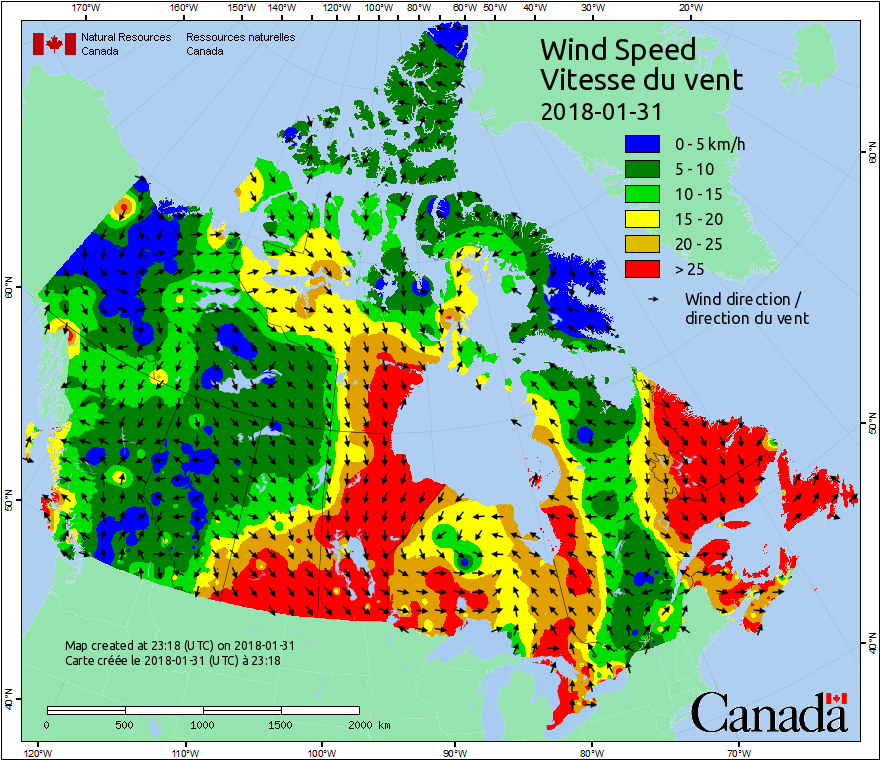 170°W 160°W 150°W 140°W 120°W 100°W 80°W 60°W 50°W 40°W 30°W 20°W
Natural Resources Ressources naturelles
Canada Canada
Wind Speed
Vitesse du vent
2018-01-31
0 - 5 km/h
5 - 10
10 - 15
15 - 20
20 - 25
> 25
Wind direction /
direction du vent
60°N
60°N
50°N
50°N
40°N
40°N
Map created at 23:18 (UTC) on 2018-01-31
Carte créée le 2018-01-31 (UTC) à 23:18
0 500 1000 1500 2000 km
Canada
120°W 110°W 100°W 90°W 80°W 70°W